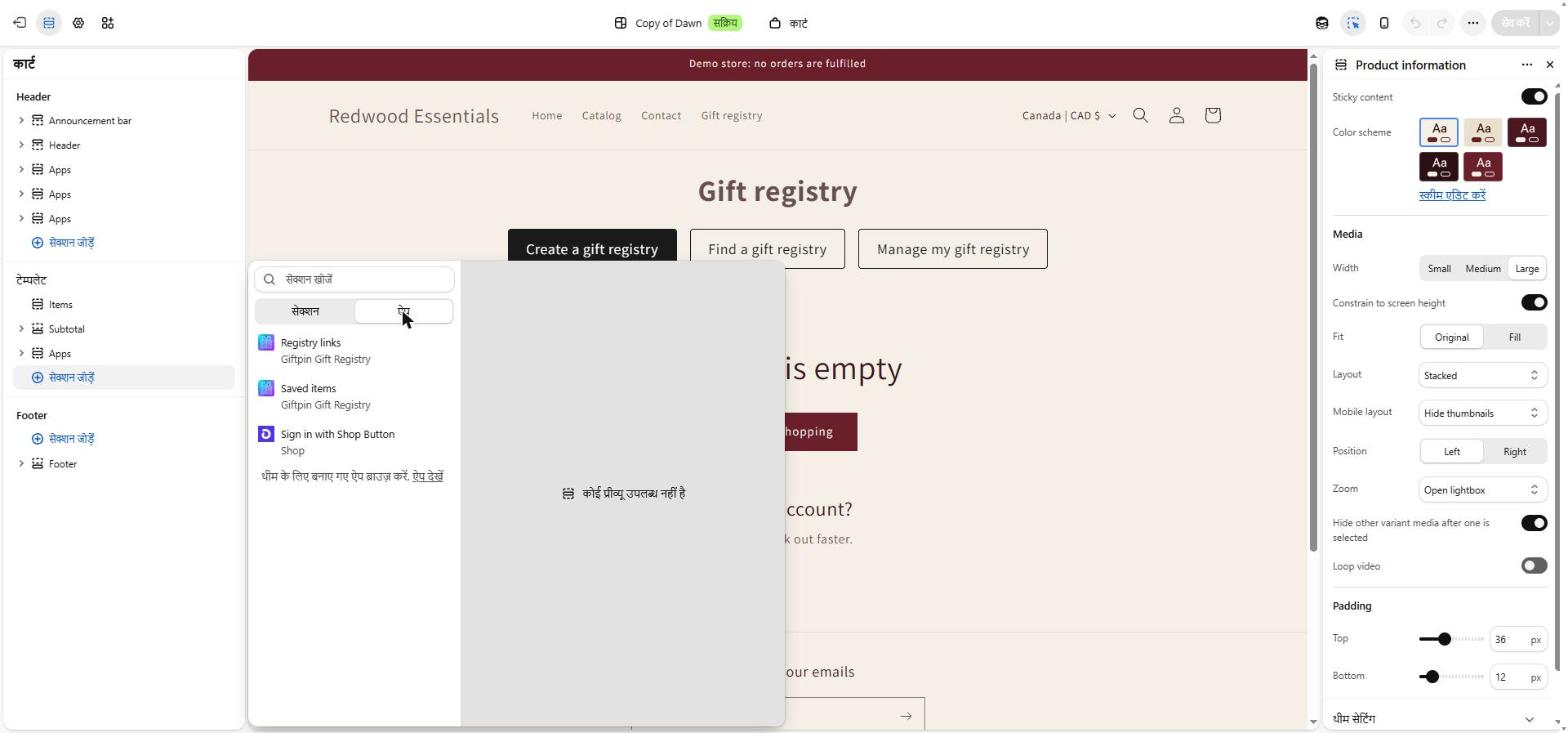 Copy of Dawn
सक्रिय
कार्ट
सेव करें
कार्ट
Header
Announcement bar
Header
Apps
Apps
Apps
सेक्शन जोड़ें
टेम्पलेट
Items
Subtotal
Apps
सेक्शन जोड़ें
Footer
सेक्शन जोड़ें
Footer
Demo store: no orders are fulfilled
Redwood Essentials
Home
Catalog
Contact
Gift registry
Canada | CAD $
Gift registry
Create a gift registry
Find a gift registry
Manage my gift registry
सेक्शन खोजें
सेक्शन
ऐप
Registry links
Giftpin Gift Registry
Saved items
Giftpin Gift Registry
Sign in with Shop Button
Shop
थीम के लिए बनाए गए ऐप ब्राउज़ करें. ऐप देखें
कोई प्रीव्यू उपलब्ध नहीं है
is empty
hopping
ccount?
k out faster.
our emails
Product information
Sticky content
Color scheme
Aa
Aa
Aa
Aa
Aa
स्कीम एडिट करें
Media
Width
Small
Medium
Large
Constrain to screen height
Fit
Original
Fill
Layout
Stacked
Mobile layout
Hide thumbnails
Position
Left
Right
Zoom
Open lightbox
Hide other variant media after one is
selected
Loop video
Padding
Top
36
px
Bottom
12
px
थीम सेटिंग